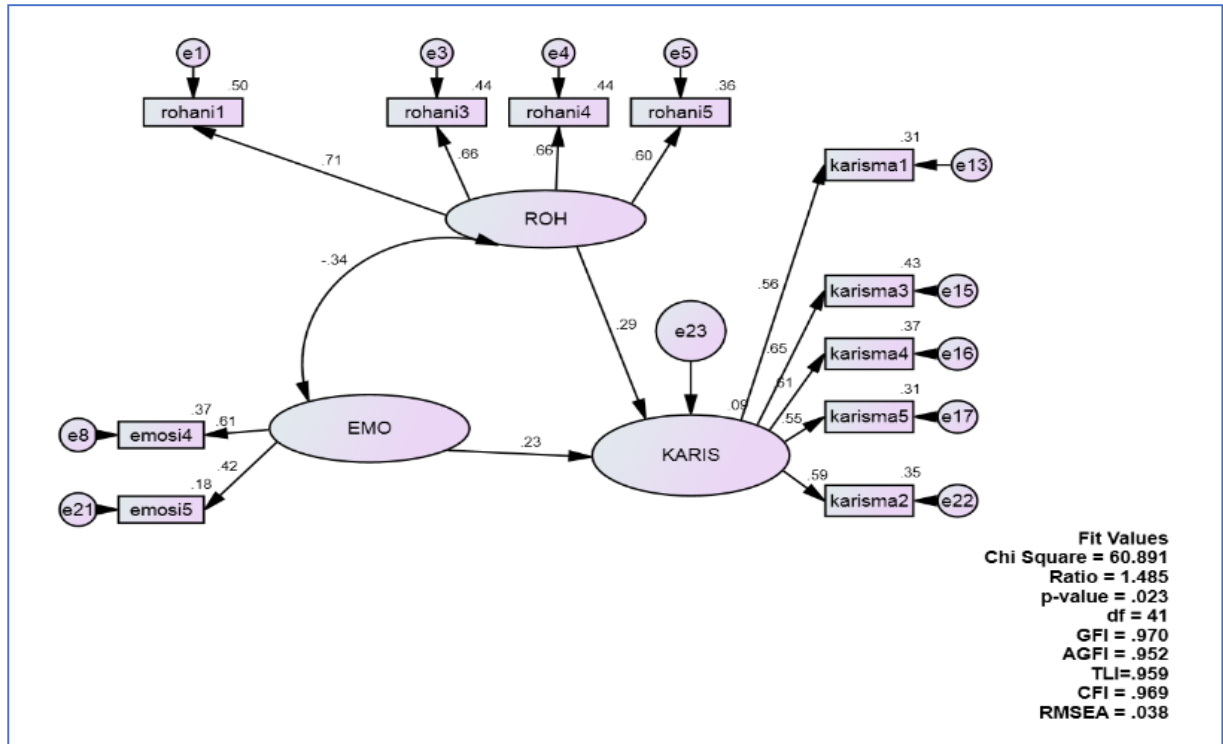 e1
e3
e4
e5
.50
.44
.44
.36
rohani1
rohani3
rohani4
rohani5
.71
.66
.66
.60
ROH
.31
karisma1
e13
-.34
.29
.56
.43
karisma3
e15
e23
.65
.37
karisma4
e16
.61
.09
.31
karisma5
e17
.55
EMO
.37
.61
e8
emosi4
.23
KARIS
.42
.18
e21
emosi5
.59
.35
karisma2
e22
Fit Values
Chi Square = 60.891
Ratio = 1.485
p-value = .023
df = 41
GFI = .970
AGFI = .952
TLI=.959
CFI = .969
RMSEA = .038